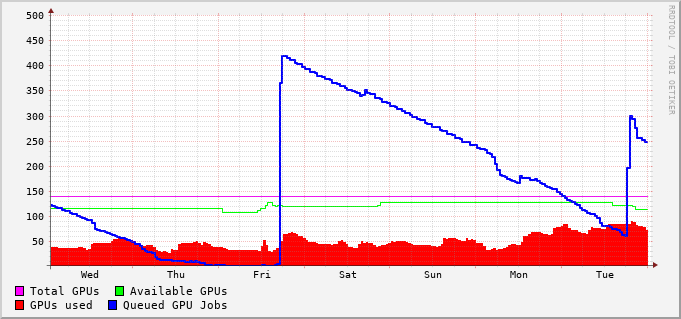 500
450
400
350
300
250
200
150
100
50
Wed Thu Fri Sat Sun Mon Tue
Total GPUs Available GPUs
GPUs used Queued GPU Jobs
RRDTOOL / TOBI OETIKER